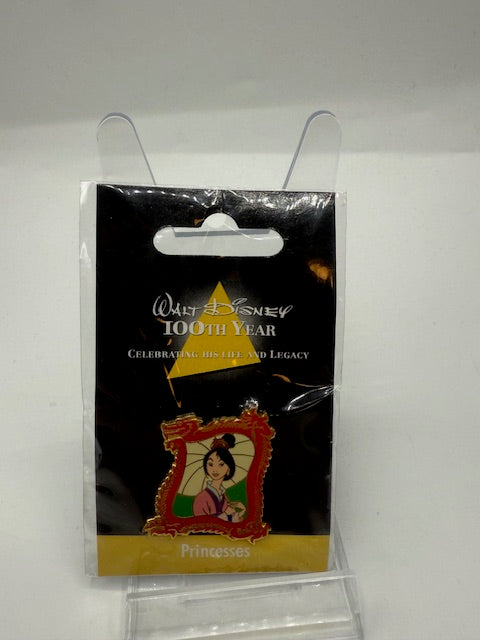 Walt Disney
100th Year
Celebrating his life and Legacy
Princesses